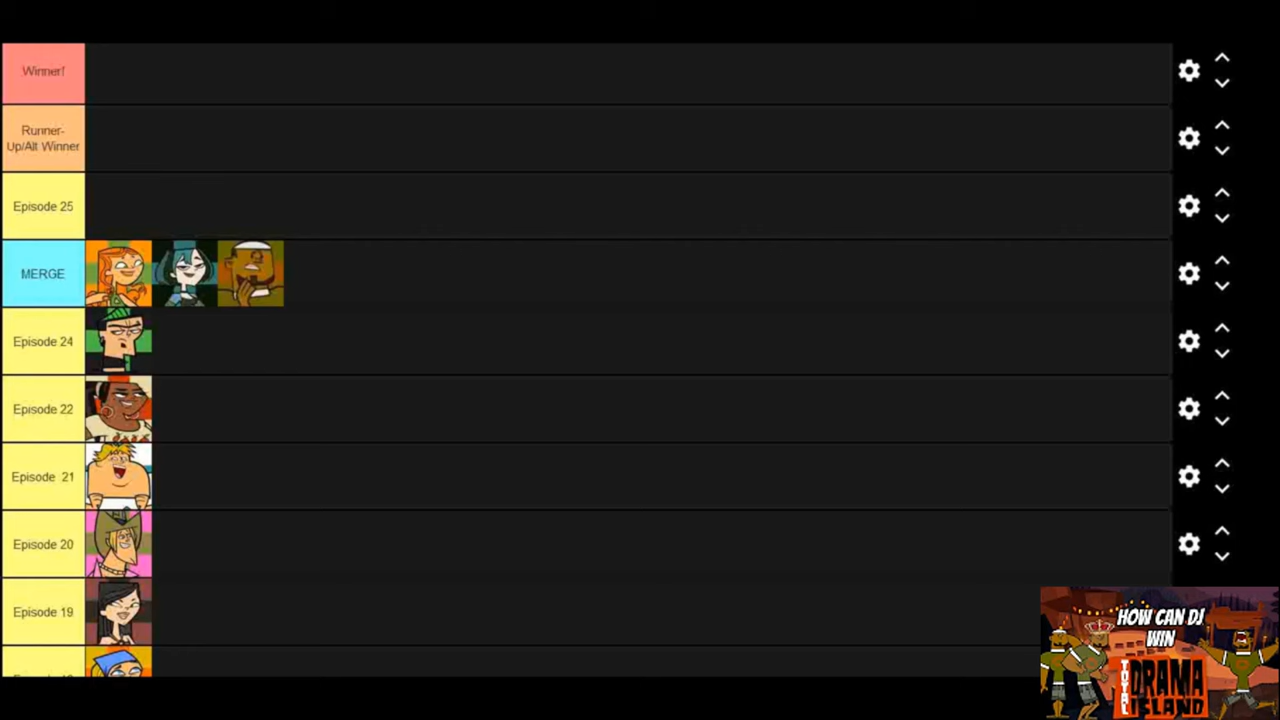 Winner!
Runner-
Up/Alt Winner
Episode 25
MERGE
Episode 24
Episode 22
Episode 21
Episode 20
Episode 19
HOW CAN DJ
WIN
TOTAL
DRAMA
ISLAND